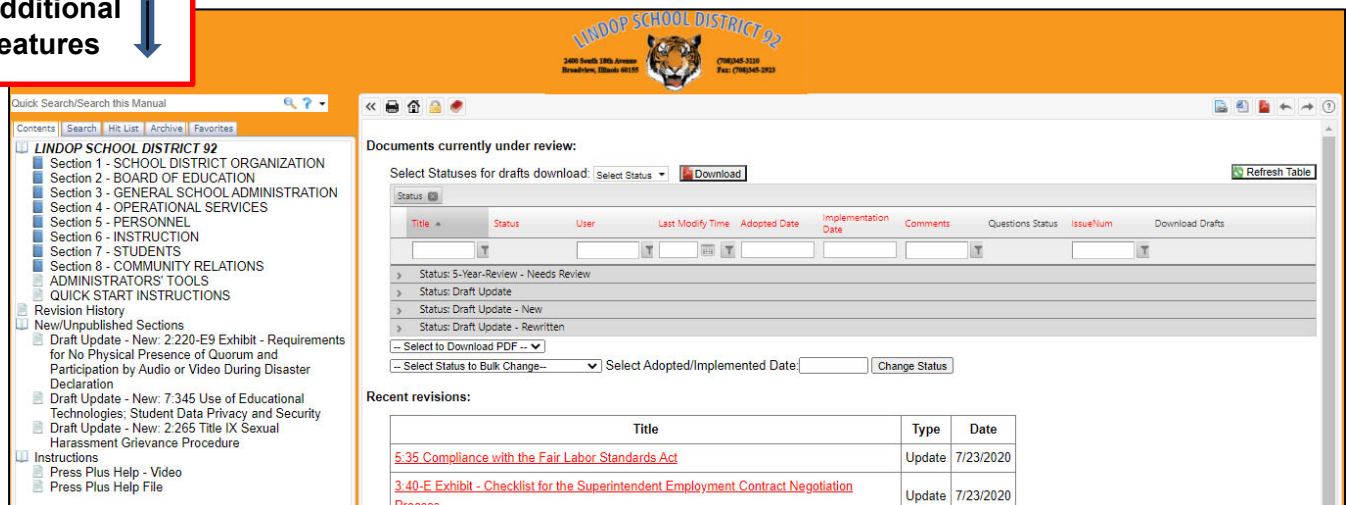 dditional
eatures
LINDOP SCHOOL DISTRICT 92
2400 South 18th Avenue
Broadview, Illinois 60155
(708)345-3110
Fax: (708)345-2923
Quick Search/Search this Manual
Contents Search Hit List Archive Favorites
LINDOP SCHOOL DISTRICT 92
Section 1 - SCHOOL DISTRICT ORGANIZATION
Section 2 - BOARD OF EDUCATION
Section 3 - GENERAL SCHOOL ADMINISTRATION
Section 4 - OPERATIONAL SERVICES
Section 5 - PERSONNEL
Section 6 - INSTRUCTION
Section 7 - STUDENTS
Section 8 - COMMUNITY RELATIONS
ADMINISTRATORS' TOOLS
QUICK START INSTRUCTIONS
Revision History
New/Unpublished Sections
Draft Update - New: 2:220-E9 Exhibit - Requirements
for No Physical Presence of Quorum and
Participation by Audio or Video During Disaster
Declaration
Draft Update - New: 7:345 Use of Educational
Technologies; Student Data Privacy and Security
Draft Update - New: 2:265 Title IX Sexual
Harassment Grievance Procedure
Instructions
Press Plus Help - Video
Press Plus Help File
Documents currently under review:
Select Statuses for drafts download: Select Status Download
Refresh Table
Status
Title Status User Last Modify Time Adopted Date Implementation Date Comments Questions Status IssueNum Download Drafts
Status: 5-Year-Review - Needs Review
Status: Draft Update
Status: Draft Update - New
Status: Draft Update - Rewritten
-- Select to Download PDF --
-- Select Status to Bulk Change-- Select Adopted/Implemented Date: Change Status
Recent revisions:
Title Type Date
5:35 Compliance with the Fair Labor Standards Act Update 7/23/2020
3:40-E Exhibit - Checklist for the Superintendent Employment Contract Negotiation
Process Update 7/23/2020